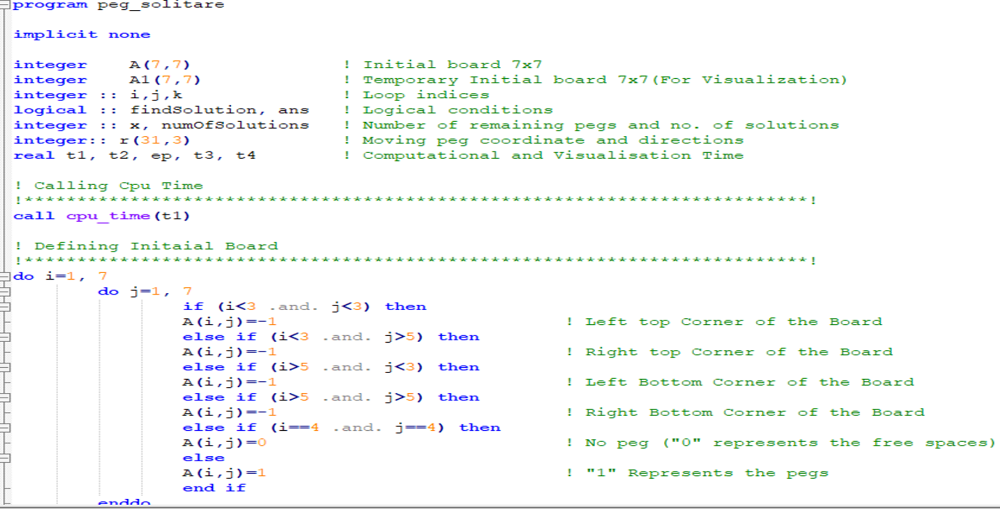 program peg_solitare
implicit none
integer    A(7,7)               ! Initial board 7x7
integer    A1(7,7)              ! Temporary Initial board 7x7(For Visualization)
integer :: i,j,k                ! Loop indices
logical :: findSolution, ans    ! Logical conditions
integer :: x, numOfSolutions    ! Number of remaining pegs and no. of solutions
integer:: r(31,3)               ! Moving peg coordinate and directions
real t1, t2, ep, t3, t4         ! Computational and Visualisation Time
! Calling Cpu Time
!**************************************************************************!
call cpu_time(t1)
! Defining Initaial Board
!**************************************************************************!
do i=1, 7
        do j=1, 7
                if (i<3 .and. j<3) then
                A(i,j)=-1                           ! Left top Corner of the Board
                else if (i<3 .and. j>5) then
                A(i,j)=-1                           ! Right top Corner of the Board
                else if (i>5 .and. j<3) then
                A(i,j)=-1                           ! Left Bottom Corner of the Board
                else if (i>5 .and. j>5) then
                A(i,j)=-1                           ! Right Bottom Corner of the Board
                else if (i==4 .and. j==4) then
                A(i,j)=0                            ! No peg ("0" represents the free spaces)
                else
                A(i,j)=1                            ! "1" Represents the pegs
                end if
        enddo